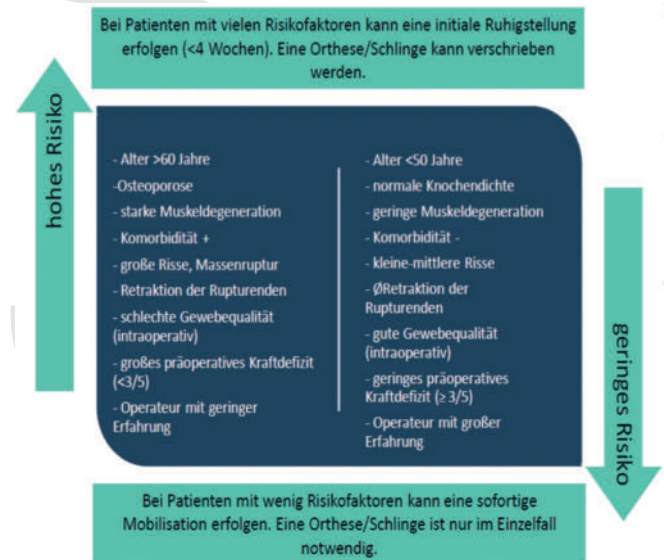 Bei Patienten mit vielen Risikofaktoren kann eine initiale Ruhigstellung
erfolgen (<4 Wochen). Eine Orthese/Schlinge kann verschrieben
werden.
hohes Risiko
- Alter >60 Jahre
-Osteoporose
- starke Muskeldegeneration
- Komorbidität +
- große Risse, Massenruptur
- Retraktion der Rupturenden
- schlechte Gewebequalität
(intraoperativ)
- großes präoperatives Kraftdefizit
(<3/5)
- Operateur mit geringer
Erfahrung
- Alter <50 Jahre
- normale Knochendichte
- geringe Muskeldegeneration
- Komorbidität -
- kleine-mittlere Risse
- ØRetraktion der
Rupturenden
- gute Gewebequalität
(intraoperativ)
- geringes präoperatives
Kraftdefizit (≥ 3/5)
- Operateur mit großer
Erfahrung
geringes Risiko
Bei Patienten mit wenig Risikofaktoren kann eine sofortige
Mobilisation erfolgen. Eine Orthese/Schlinge ist nur im Einzelfall
notwendig.